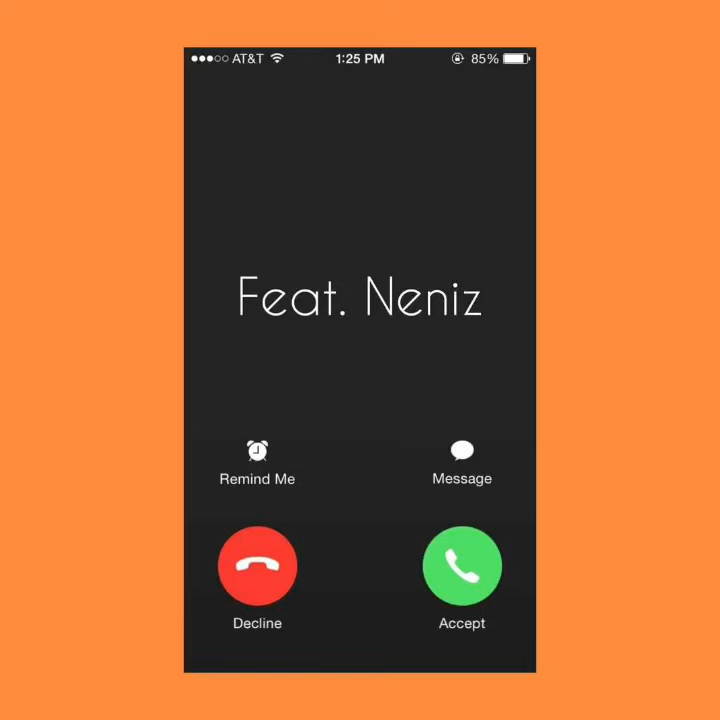 AT&T 1:25 PM 85%
Feat. Neniz
Remind Me Message
Decline Accept